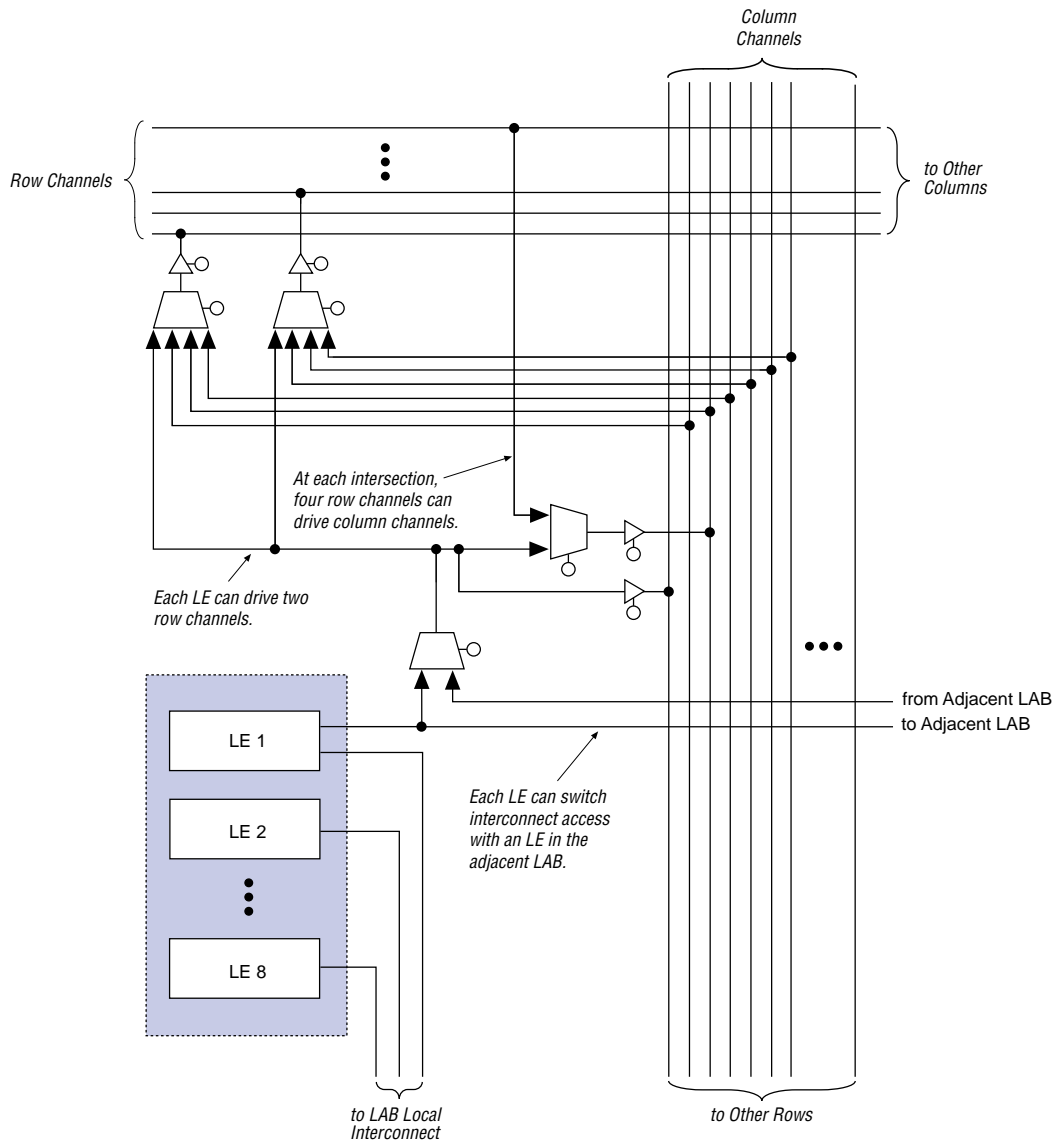 Column
Channels
Row Channels
to Other
Columns
At each intersection,
four row channels can
drive column channels.
Each LE can drive two
row channels.
from Adjacent LAB
to Adjacent LAB
LE 1
Each LE can switch
interconnect access
with an LE in the
adjacent LAB.
LE 2
LE 8
to LAB Local
Interconnect
to Other Rows